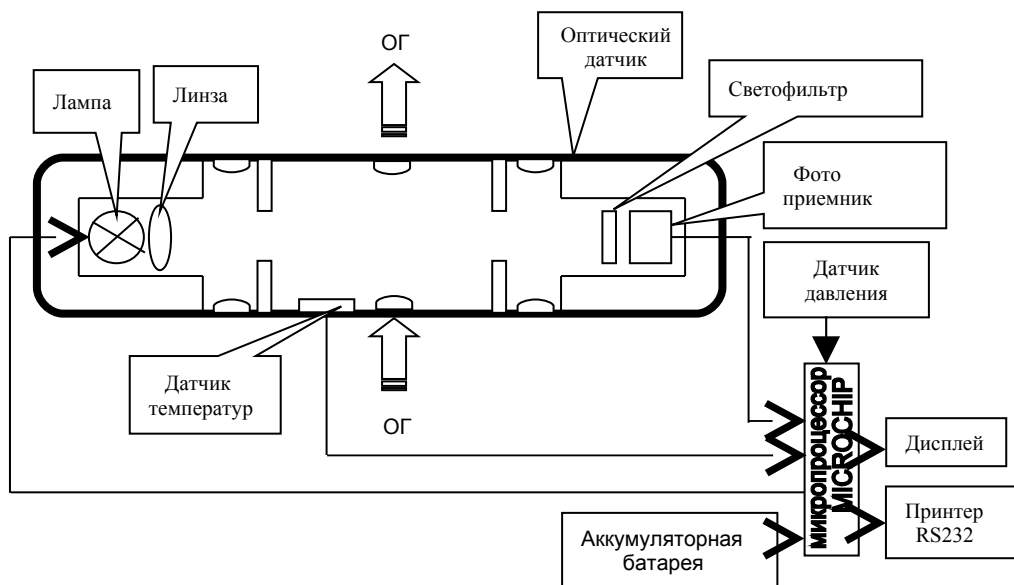 ОГ
Оптический
датчик
Лампа
Линза
Светофильтр
Фото
приемник
Датчик
давления
Датчик
температур
ОГ
микропроцессор
MICROCHIP
Дисплей
Принтер
RS232
Аккумуляторная
батарея